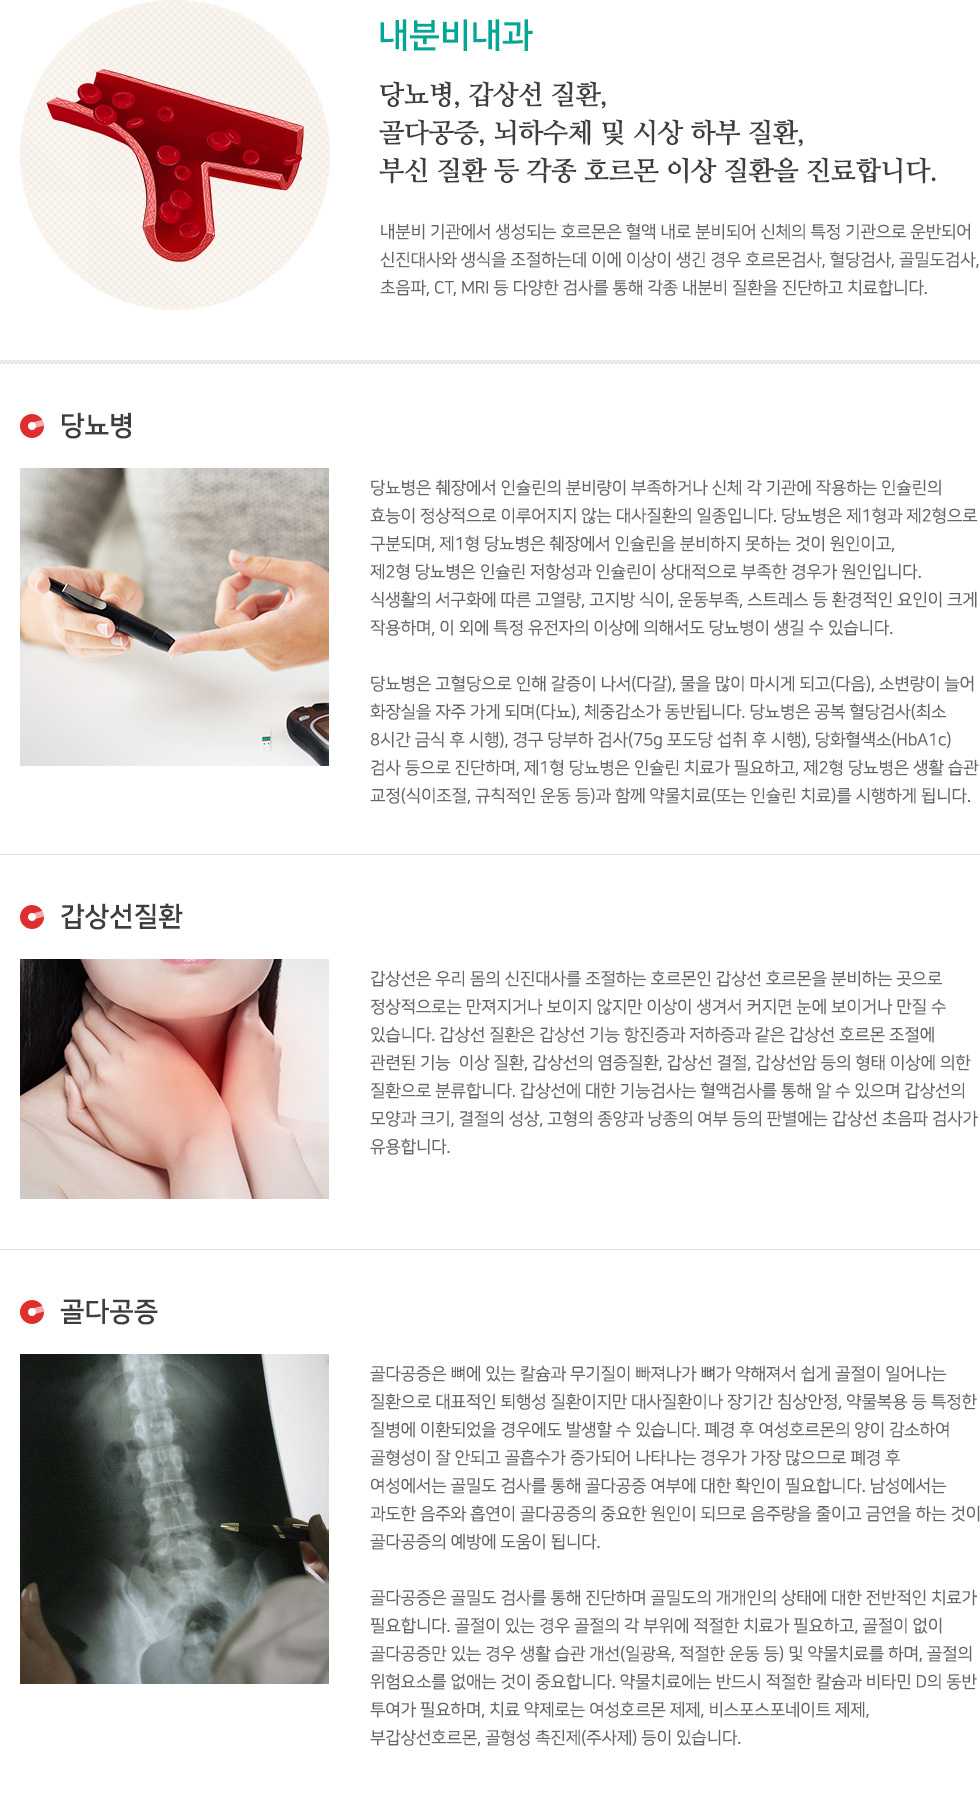 내분비내과
당뇨병, 갑상선 질환,
골다공증, 뇌하수체 및 시상 하부 질환,
부신 질환 등 각종 호르몬 이상 질환을 진료합니다.
내분비 기관에서 생성되는 호르몬은 혈액 내로 분비되어 신체의 특정 기관으로 운반되어
신진대사와 생식을 조절하는데 이에 이상이 생긴 경우 호르몬검사, 혈당검사, 골밀도검사,
초음파, CT, MRI 등 다양한 검사를 통해 각종 내분비 질환을 진단하고 치료합니다.
당뇨병
당뇨병은 췌장에서 인슐린의 분비량이 부족하거나 신체 각 기관에 작용하는 인슐린의
효능이 정상적으로 이루어지지 않는 대사질환의 일종입니다. 당뇨병은 제1형과 제2형으로
구분되며, 제1형 당뇨병은 췌장에서 인슐린을 분비하지 못하는 것이 원인이고,
제2형 당뇨병은 인슐린 저항성과 인슐린이 상대적으로 부족한 경우가 원인입니다.
식생활의 서구화에 따른 고열량, 고지방 식이, 운동부족, 스트레스 등 환경적인 요인이 크게
작용하며, 이 외에 특정 유전자의 이상에 의해서도 당뇨병이 생길 수 있습니다.
당뇨병은 고혈당으로 인해 갈증이 나서(다갈), 물을 많이 마시게 되고(다음), 소변량이 늘어
화장실을 자주 가게 되며(다뇨), 체중감소가 동반됩니다. 당뇨병은 공복 혈당검사(최소
8시간 금식 후 시행), 경구 당부하 검사(75g 포도당 섭취 후 시행), 당화혈색소(HbA1c)
검사 등으로 진단하며, 제1형 당뇨병은 인슐린 치료가 필요하고, 제2형 당뇨병은 생활 습관
교정(식이조절, 규칙적인 운동 등)과 함께 약물치료(또는 인슐린 치료)를 시행하게 됩니다.
갑상선질환
갑상선은 우리 몸의 신진대사를 조절하는 호르몬인 갑상선 호르몬을 분비하는 곳으로
정상적으로는 만져지거나 보이지 않지만 이상이 생겨서 커지면 눈에 보이거나 만질 수
있습니다. 갑상선 질환은 갑상선 기능 항진증과 저하증과 같은 갑상선 호르몬 조절에
관련된 기능 이상 질환, 갑상선의 염증질환, 갑상선 결절, 갑상선암 등의 형태 이상에 의한
질환으로 분류합니다. 갑상선에 대한 기능검사는 혈액검사를 통해 알 수 있으며 갑상선의
모양과 크기, 결절의 성상, 고형의 종양과 낭종의 여부 등의 판별에는 갑상선 초음파 검사가
유용합니다.
골다공증
골다공증은 뼈에 있는 칼슘과 무기질이 빠져나가 뼈가 약해져서 쉽게 골절이 일어나는
질환으로 대표적인 퇴행성 질환이지만 대사질환이나 장기간 침상안정, 약물복용 등 특정한
질병에 이환되었을 경우에도 발생할 수 있습니다. 폐경 후 여성호르몬의 양이 감소하여
골형성이 잘 안되고 골흡수가 증가되어 나타나는 경우가 가장 많으므로 폐경 후
여성에서는 골밀도 검사를 통해 골다공증 여부에 대한 확인이 필요합니다. 남성에서는
과도한 음주와 흡연이 골다공증의 중요한 원인이 되므로 음주량을 줄이고 금연을 하는 것이
골다공증의 예방에 도움이 됩니다.
골다공증은 골밀도 검사를 통해 진단하며 골밀도의 개개인의 상태에 대한 전반적인 치료가
필요합니다. 골절이 있는 경우 골절의 각 부위에 적절한 치료가 필요하고, 골절이 없이
골다공증만 있는 경우 생활 습관 개선(일광욕, 적절한 운동 등) 및 약물치료를 하며, 골절의
위험요소를 없애는 것이 중요합니다. 약물치료에는 반드시 적절한 칼슘과 비타민 D의 동반
투여가 필요하며, 치료 약제로는 여성호르몬 제제, 비스포스포네이트 제제,
부갑상선호르몬, 골형성 촉진제(주사제) 등이 있습니다.